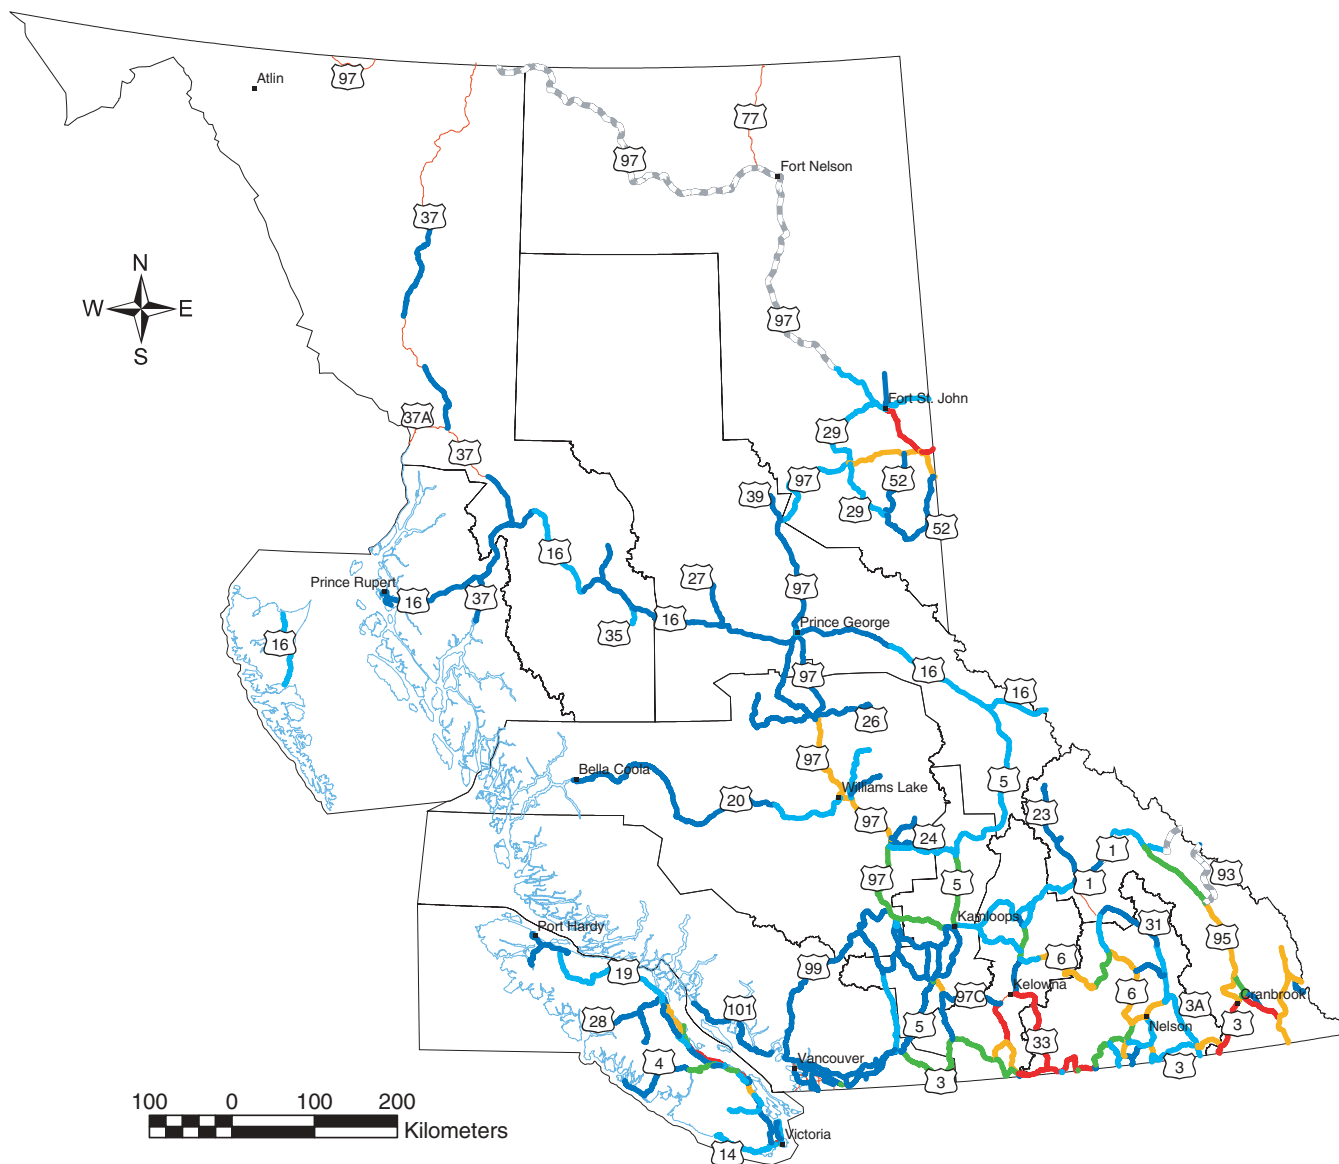 Atlin
97
77
97
Fort Nelson
37
N
W E
S
97
Fort St. John
37A
29
37
97
52
39
29
52
16
27
97
Prince Rupert
16
37
16
Prince George
35
16
97
16
16
26
Bella Coola
97
5
Williams Lake
20
97
23
24
1
93
97
5
1
Kamloops
31
Port Hardy
95
99
6
19
97C
Kelowna
6
3A
Cranbrook
101
28
5
Nelson
3
33
4
Vancouver
3
3
100 0 100 200
Kilometers
Victoria
14